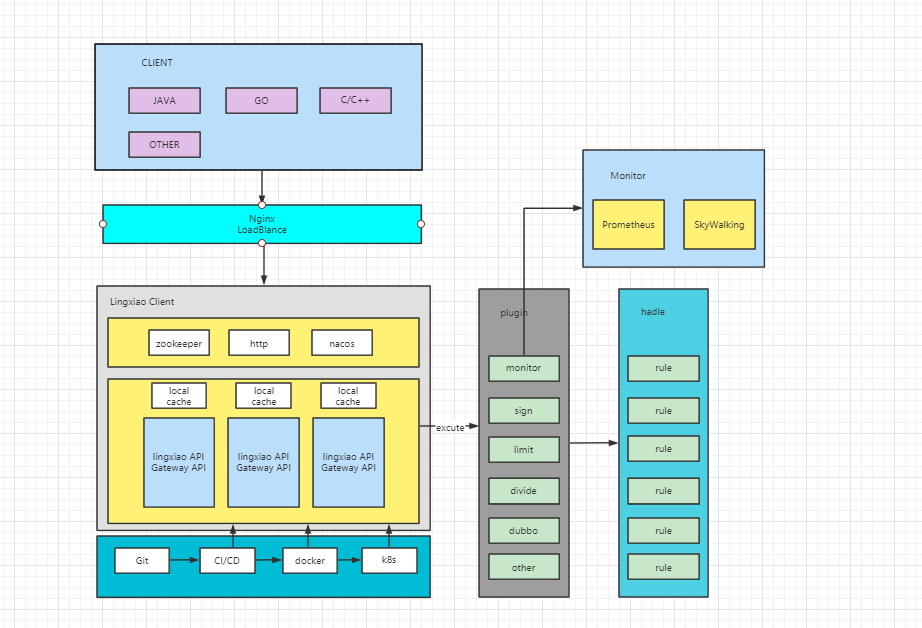 CLIENT
JAVA
GO
C/C++
OTHER
Nginx
LoadBlance
Lingxiao Client
zookeeper
http
nacos
local
cache
local
cache
local
cache
lingxiao API
Gateway API
lingxiao API
Gateway API
lingxiao API
Gateway API
Git
CI/CD
docker
k8s
excute
plugin
monitor
sign
limit
divide
dubbo
other
Monitor
Prometheus
SkyWalking
hadle
rule
rule
rule
rule
rule
rule